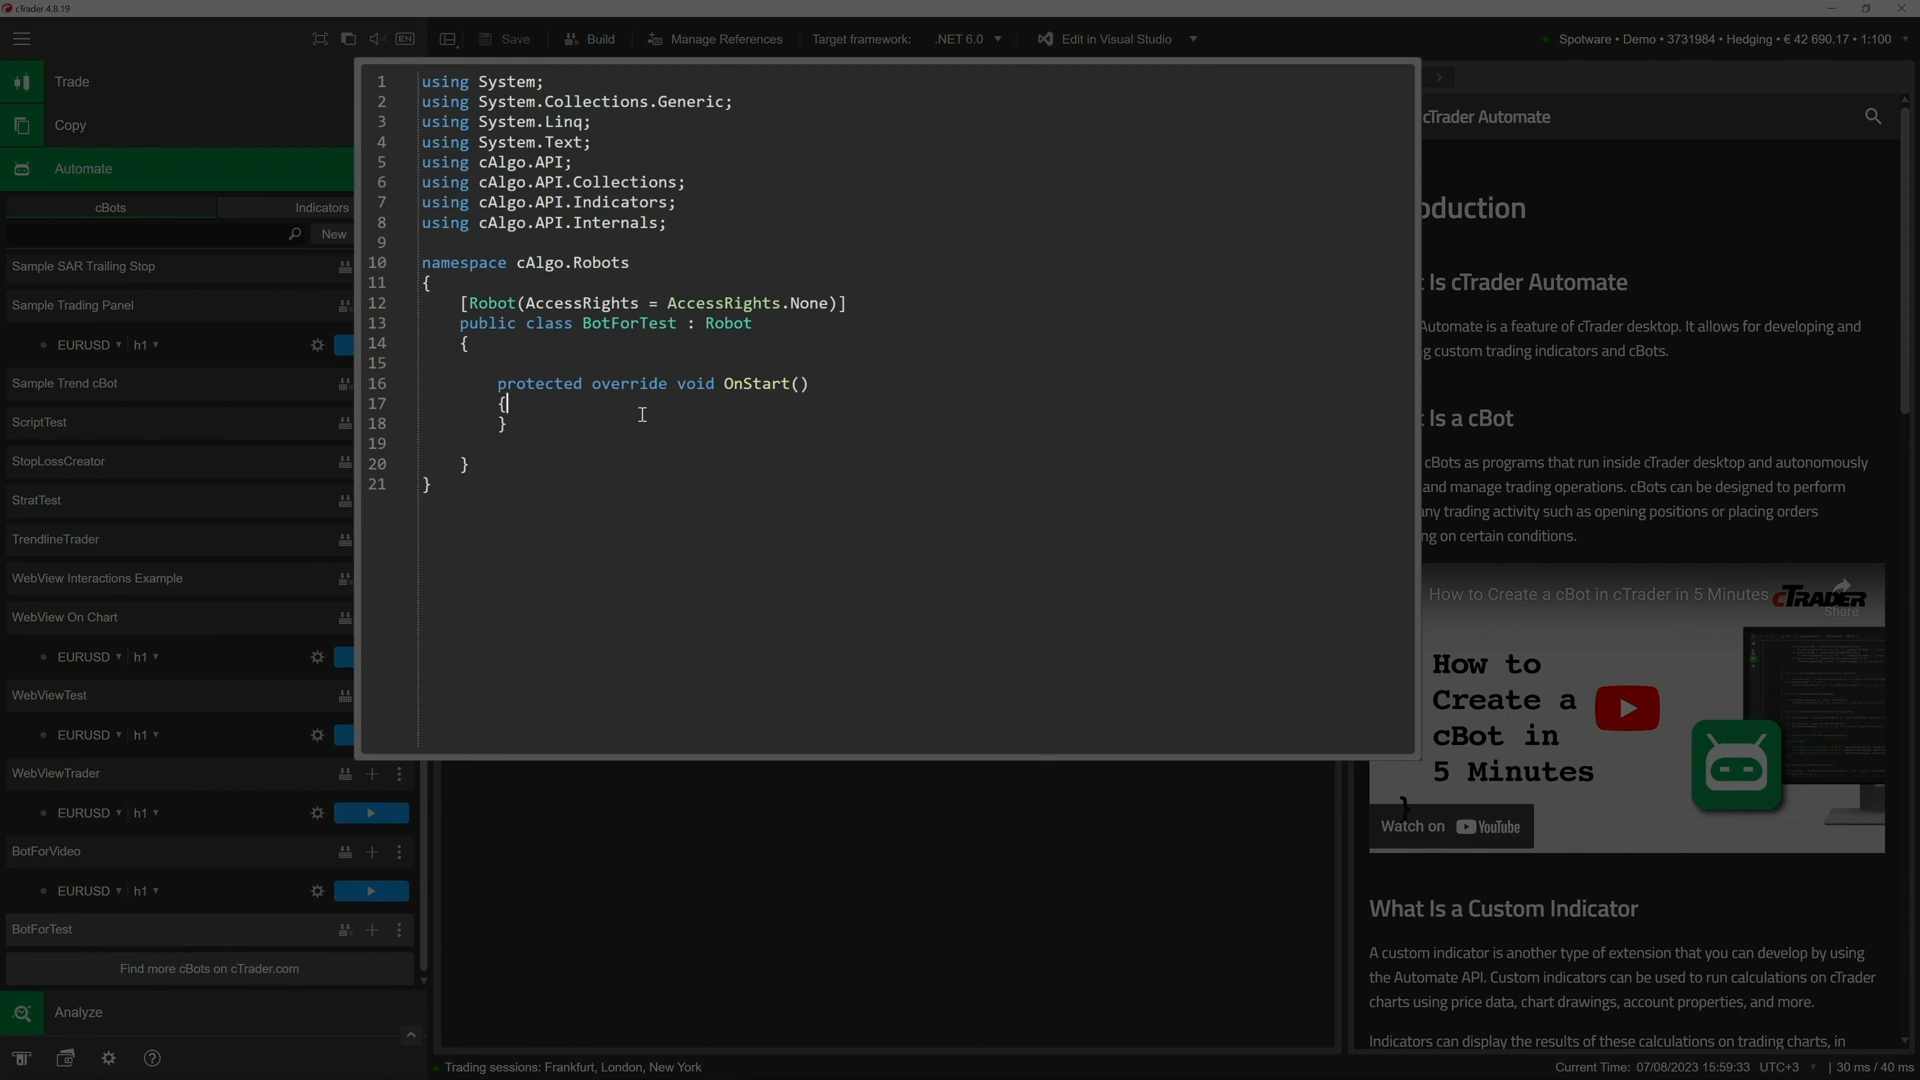 cTrader 4.8.19
EN
Save
Build
Manage References
Target framework:
.NET 6.0
Edit in Visual Studio
Spotware • Demo • 3731984 • Hedging • € 42 690.17 • 1:100
Trade
Copy
Automate
cBots
Indicators
New
Sample SAR Trailing Stop
Sample Trading Panel
EURUSD
h1
Sample Trend cBot
ScriptTest
StopLossCreator
StratTest
TrendlineTrader
WebView Interactions Example
WebView On Chart
EURUSD
h1
WebViewTest
EURUSD
h1
WebViewTrader
EURUSD
h1
BotForVideo
EURUSD
h1
BotForTest
Find more cBots on cTrader.com
Analyze
1 using System;
2 using System.Collections.Generic;
3 using System.Linq;
4 using System.Text;
5 using cAlgo.API;
6 using cAlgo.API.Collections;
7 using cAlgo.API.Indicators;
8 using cAlgo.API.Internals;
9
10 namespace cAlgo.Robots
11 {
12 [Robot(AccessRights = AccessRights.None)]
13 public class BotForTest : Robot
14 {
15
16 protected override void OnStart()
17 {
18 }
19
20 }
21 }
cTrader Automate
oduction
Is cTrader Automate
Automate is a feature of cTrader desktop. It allows for developing and
g custom trading indicators and cBots.
Is a cBot
cBots as programs that run inside cTrader desktop and autonomously
and manage trading operations. cBots can be designed to perform
ny trading activity such as opening positions or placing orders
ng on certain conditions.
How to Create a cBot in cTrader in 5 Minutes
cTRADER
Share
How to
Create a
cBot in
5 Minutes
}
Watch on YouTube
What Is a Custom Indicator
A custom indicator is another type of extension that you can develop by using
the Automate API. Custom indicators can be used to run calculations on cTrader
charts using price data, chart drawings, account properties, and more.
Indicators can display the results of these calculations on trading charts, in
Trading sessions: Frankfurt, London, New York
Current Time: 07/08/2023 15:59:33 UTC+3
30 ms / 40 ms